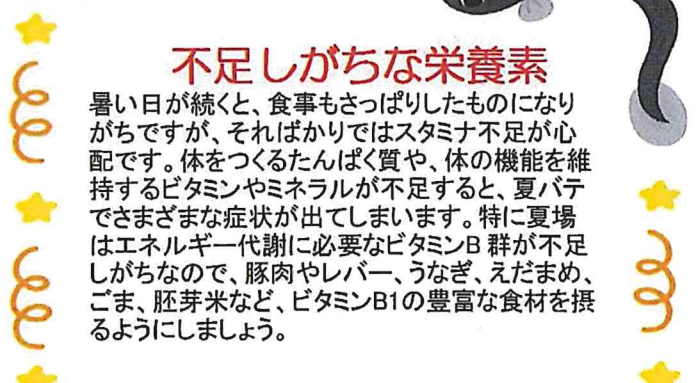 不足しがちな栄養素
暑い日が続くと、食事もさっぱりしたものになり
がちですが、そればかりではスタミナ不足が心
配です。体をつくるたんぱく質や、体の機能を維
持するビタミンやミネラルが不足すると、夏バテ
でさまざまな症状が出てしまいます。特に夏場
はエネルギー代謝に必要なビタミンB 群が不足
しがちなので、豚肉やレバー、うなぎ、えだまめ、
ごま、胚芽米など、ビタミンB1の豊富な食材を摂
るようにしましょう。